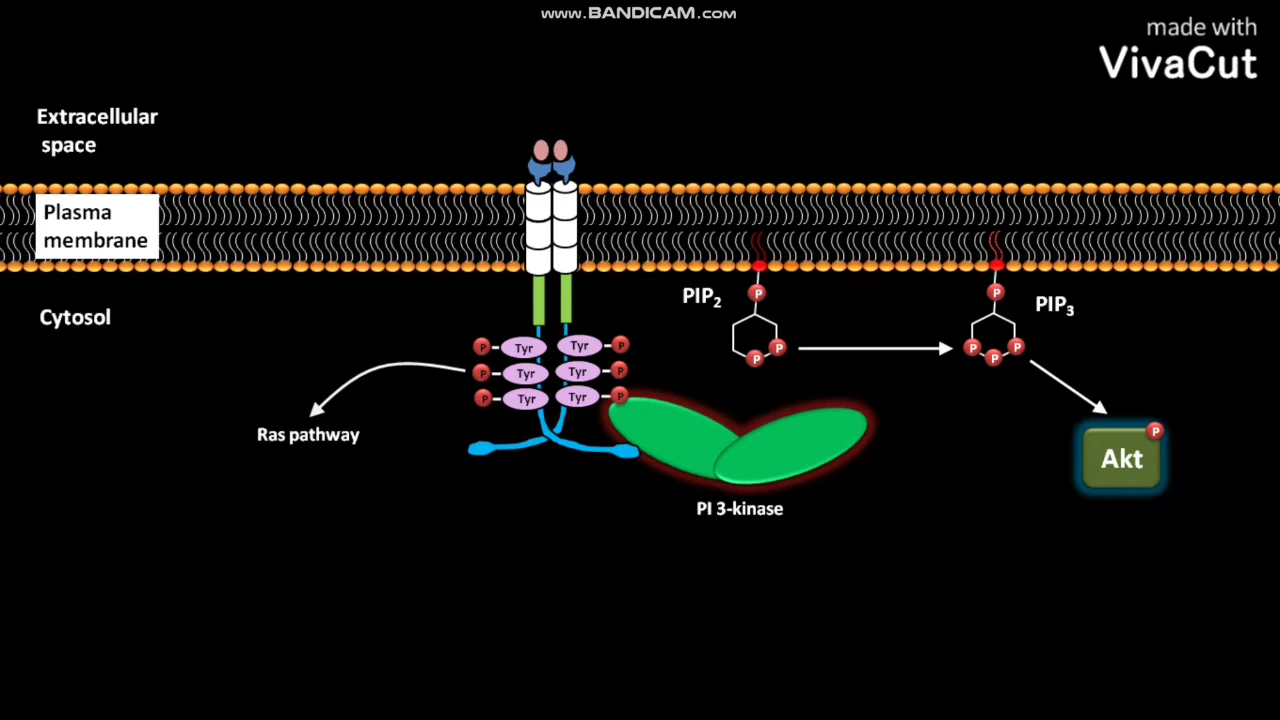 www.BANDICAM.com
made with
VivaCut
Extracellular
space
Plasma
membrane
Cytosol
PIP₂
P
P
P
P
PIP₃
P
P
P
P Tyr Tyr P
P Tyr Tyr P
P Tyr Tyr P
Ras pathway
P
Akt
PI 3-kinase